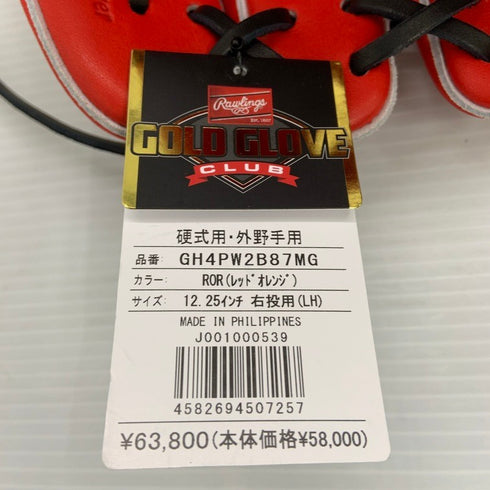 Rawlings
EST. 1887
GOLD GLOVE
CLUB
硬式用・外野手用
品番: GH4PW2B87MG
カラー: ROR(ﾚｯﾄﾞｵﾚﾝｼﾞ)
サイズ: 12.25ｲﾝﾁ 右投用(LH)
MADE IN PHILIPPINES
J001000539
4582694507257
¥63,800(本体価格¥58,000)